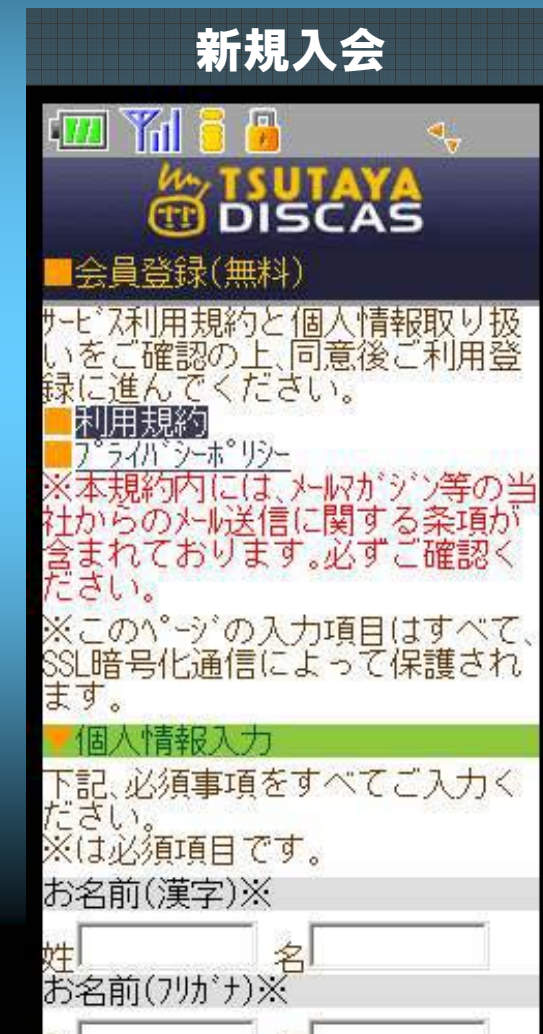 新規入会
TSUTAYA
DISCAS
■会員登録(無料)
ｻｰﾋﾞｽ利用規約と個人情報取り扱
いをご確認の上、同意後ご利用登
録に進んでください。
■利用規約
■ﾌﾟﾗｲﾊﾞｼｰﾎﾟﾘｼｰ
※本規約内には、ﾒｰﾙﾏｶﾞｼﾞﾝ等の当
社からのﾒｰﾙ送信に関する条項が
含まれております。必ずご確認く
ださい。
※このﾍﾟｰｼﾞの入力項目はすべて、
SSL暗号化通信によって保護され
ます。
▼個人情報入力
下記、必須事項をすべてご入力く
ださい。
※は必須項目です。
お名前(漢字)※
姓 名
お名前(ﾌﾘｶﾞﾅ)※